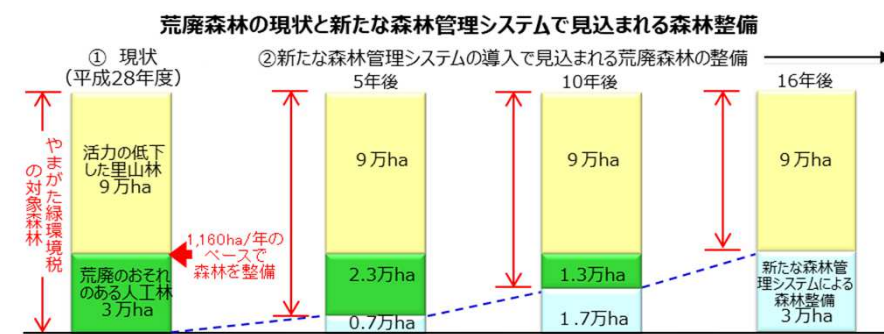 荒廃森林の現状と新たな森林管理システムで見込まれる森林整備
① 現状
（平成28年度）
②新たな森林管理システムの導入で見込まれる荒廃森林の整備
5年後
10年後
16年後
やまがた緑環境税
の対象森林
活力の低下
した里山林
9万ha
荒廃のおそれ
のある人工林
3万ha
1,160ha/年の
ペースで
森林を整備
9万ha
2.3万ha
0.7万ha
9万ha
1.3万ha
1.7万ha
9万ha
新たな森林管
理システムによる
森林整備
3万ha